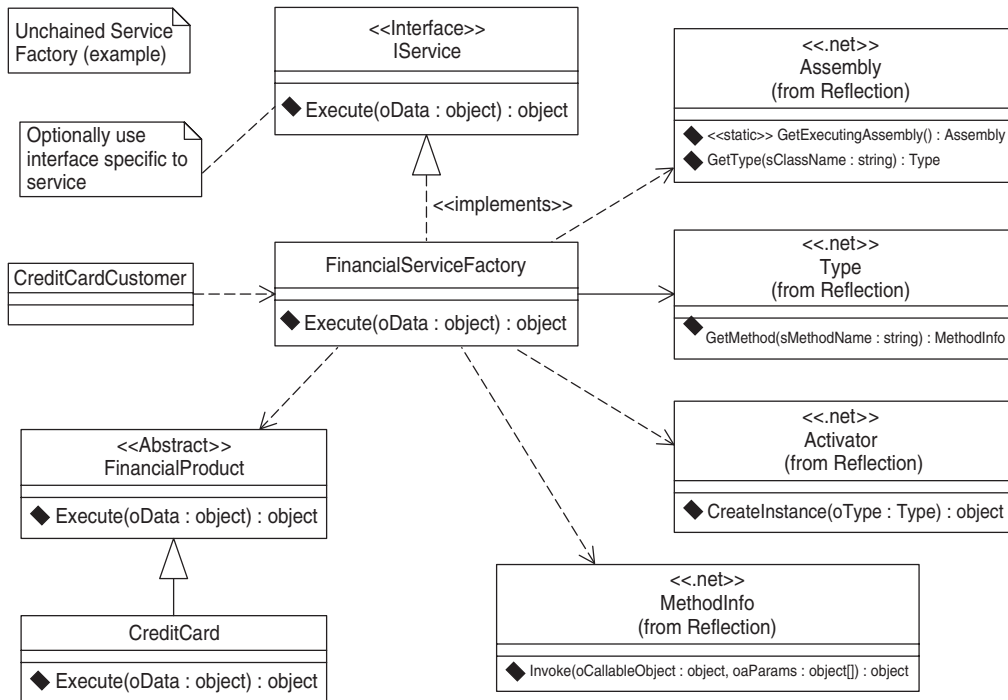 Unchained Service
Factory (example)
<<Interface>>
IService
Execute(oData : object) : object
Optionally use
interface specific to
service
<<.net>>
Assembly
(from Reflection)
<<static>> GetExecutingAssembly() : Assembly
GetType(sClassName : string) : Type
<<implements>>
CreditCardCustomer
FinancialServiceFactory
Execute(oData : object) : object
<<.net>>
Type
(from Reflection)
GetMethod(sMethodName : string) : MethodInfo
<<Abstract>>
FinancialProduct
Execute(oData : object) : object
<<.net>>
Activator
(from Reflection)
CreateInstance(oType : Type) : object
CreditCard
Execute(oData : object) : object
<<.net>>
MethodInfo
(from Reflection)
Invoke(oCallableObject : object, oaParams : object[]) : object